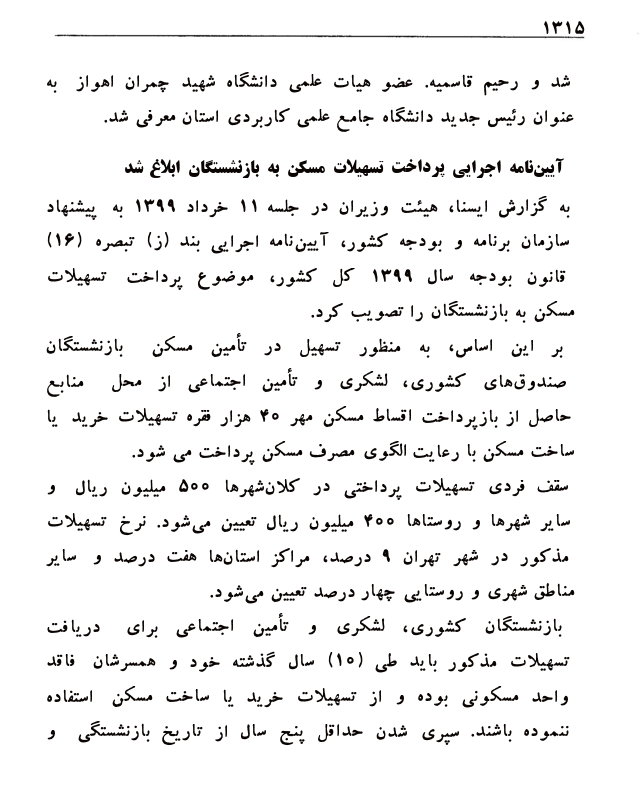 ۱۳۱۵
شد و رحیم قاسمیه. عضو هیات علمی دانشگاه شهید چمران اهواز به
عنوان رئیس جدید دانشگاه جامع علمی کاربردی استان معرفی شد.
آیین‌نامه اجرایی پرداخت تسهیلات مسکن به بازنشستگان ابلاغ شد
به گزارش ایسنا، هیئت وزیران در جلسه ۱۱ خرداد ۱۳۹۹ به پیشنهاد
سازمان برنامه و بودجه کشور، آیین‌نامه اجرایی بند (ز) تبصره (۱۶)
قانون بودجه سال ۱۳۹۹ کل کشور، موضوع پرداخت تسهیلات
مسکن به بازنشستگان را تصویب کرد.
بر این اساس، به منظور تسهیل در تأمین مسکن بازنشستگان
صندوق‌های کشوری، لشکری و تأمین اجتماعی از محل منابع
حاصل از بازپرداخت اقساط مسکن مهر ۴۰ هزار فقره تسهیلات خرید یا
ساخت مسکن با رعایت الگوی مصرف مسکن پرداخت می شود.
سقف فردی تسهیلات پرداختی در کلان‌شهرها ۵۰۰ میلیون ریال و
سایر شهرها و روستاها ۴۰۰ میلیون ریال تعیین می‌شود. نرخ تسهیلات
مذکور در شهر تهران ۹ درصد، مراکز استان‌ها هفت درصد و سایر
مناطق شهری و روستایی چهار درصد تعیین می‌شود.
بازنشستگان کشوری، لشکری و تأمین اجتماعی برای دریافت
تسهیلات مذکور باید طی (۱۰) سال گذشته خود و همسرشان فاقد
واحد مسکونی بوده و از تسهیلات خرید یا ساخت مسکن استفاده
ننموده باشند. سپری شدن حداقل پنج سال از تاریخ بازنشستگی و